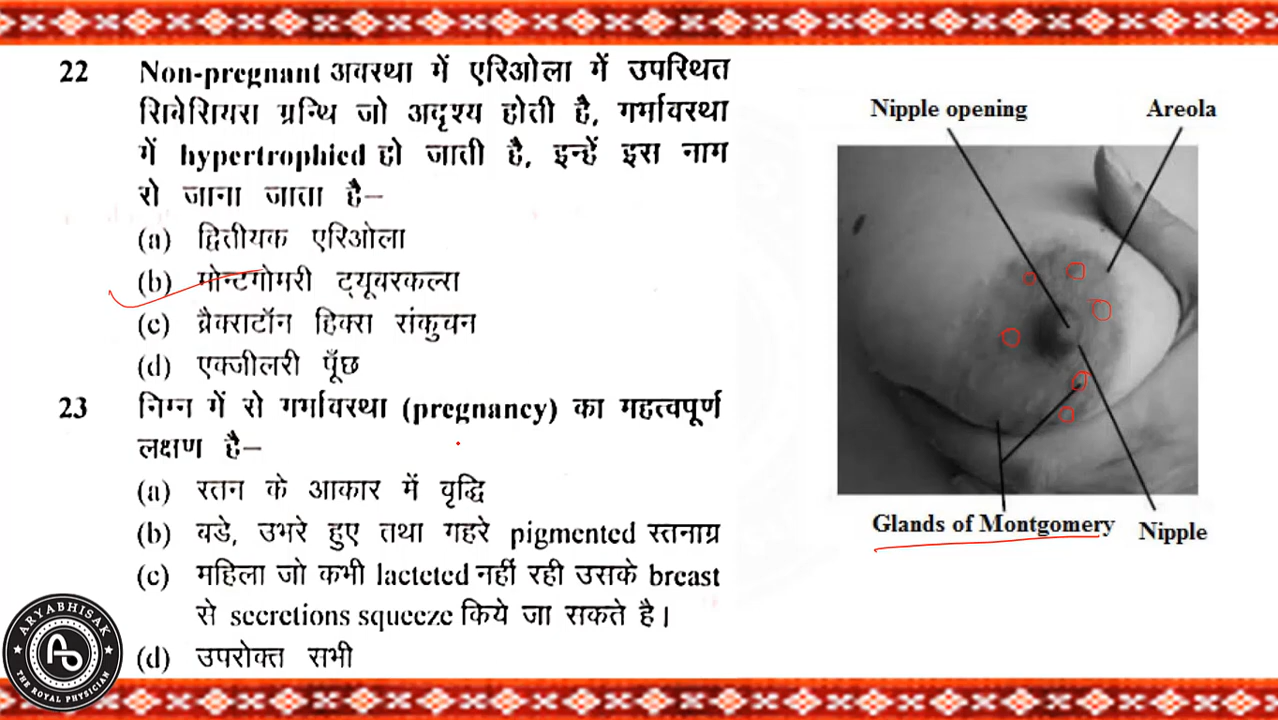 22 Non-pregnant अवस्था में एरिओला में उपस्थित
सिबेसियस ग्रन्थि जो अदृश्य होती है, गर्भावस्था
में hypertrophied हो जाती है, इन्हें इस नाम
से जाना जाता है–
(a) द्वितीयक एरिओला
(b) मोन्टगोमरी ट्यूबरकल्स
(c) ब्रैक्सटॉन हिक्स संकुचन
(d) एक्जीलरी पूँछ
23 निम्न में से गर्भावस्था (pregnancy) का महत्वपूर्ण
लक्षण है–
(a) स्तन के आकार में वृद्धि
(b) बडे, उभरे हुए तथा गहरे pigmented स्तनाग्र
(c) महिला जो कभी lacteted नहीं रही उसके breast
से secretions squeeze किये जा सकते है।
(d) उपरोक्त सभी
Nipple opening
Areola
Glands of Montgomery
Nipple
ARYABHISAK
THE ROYAL PHYSICIAN